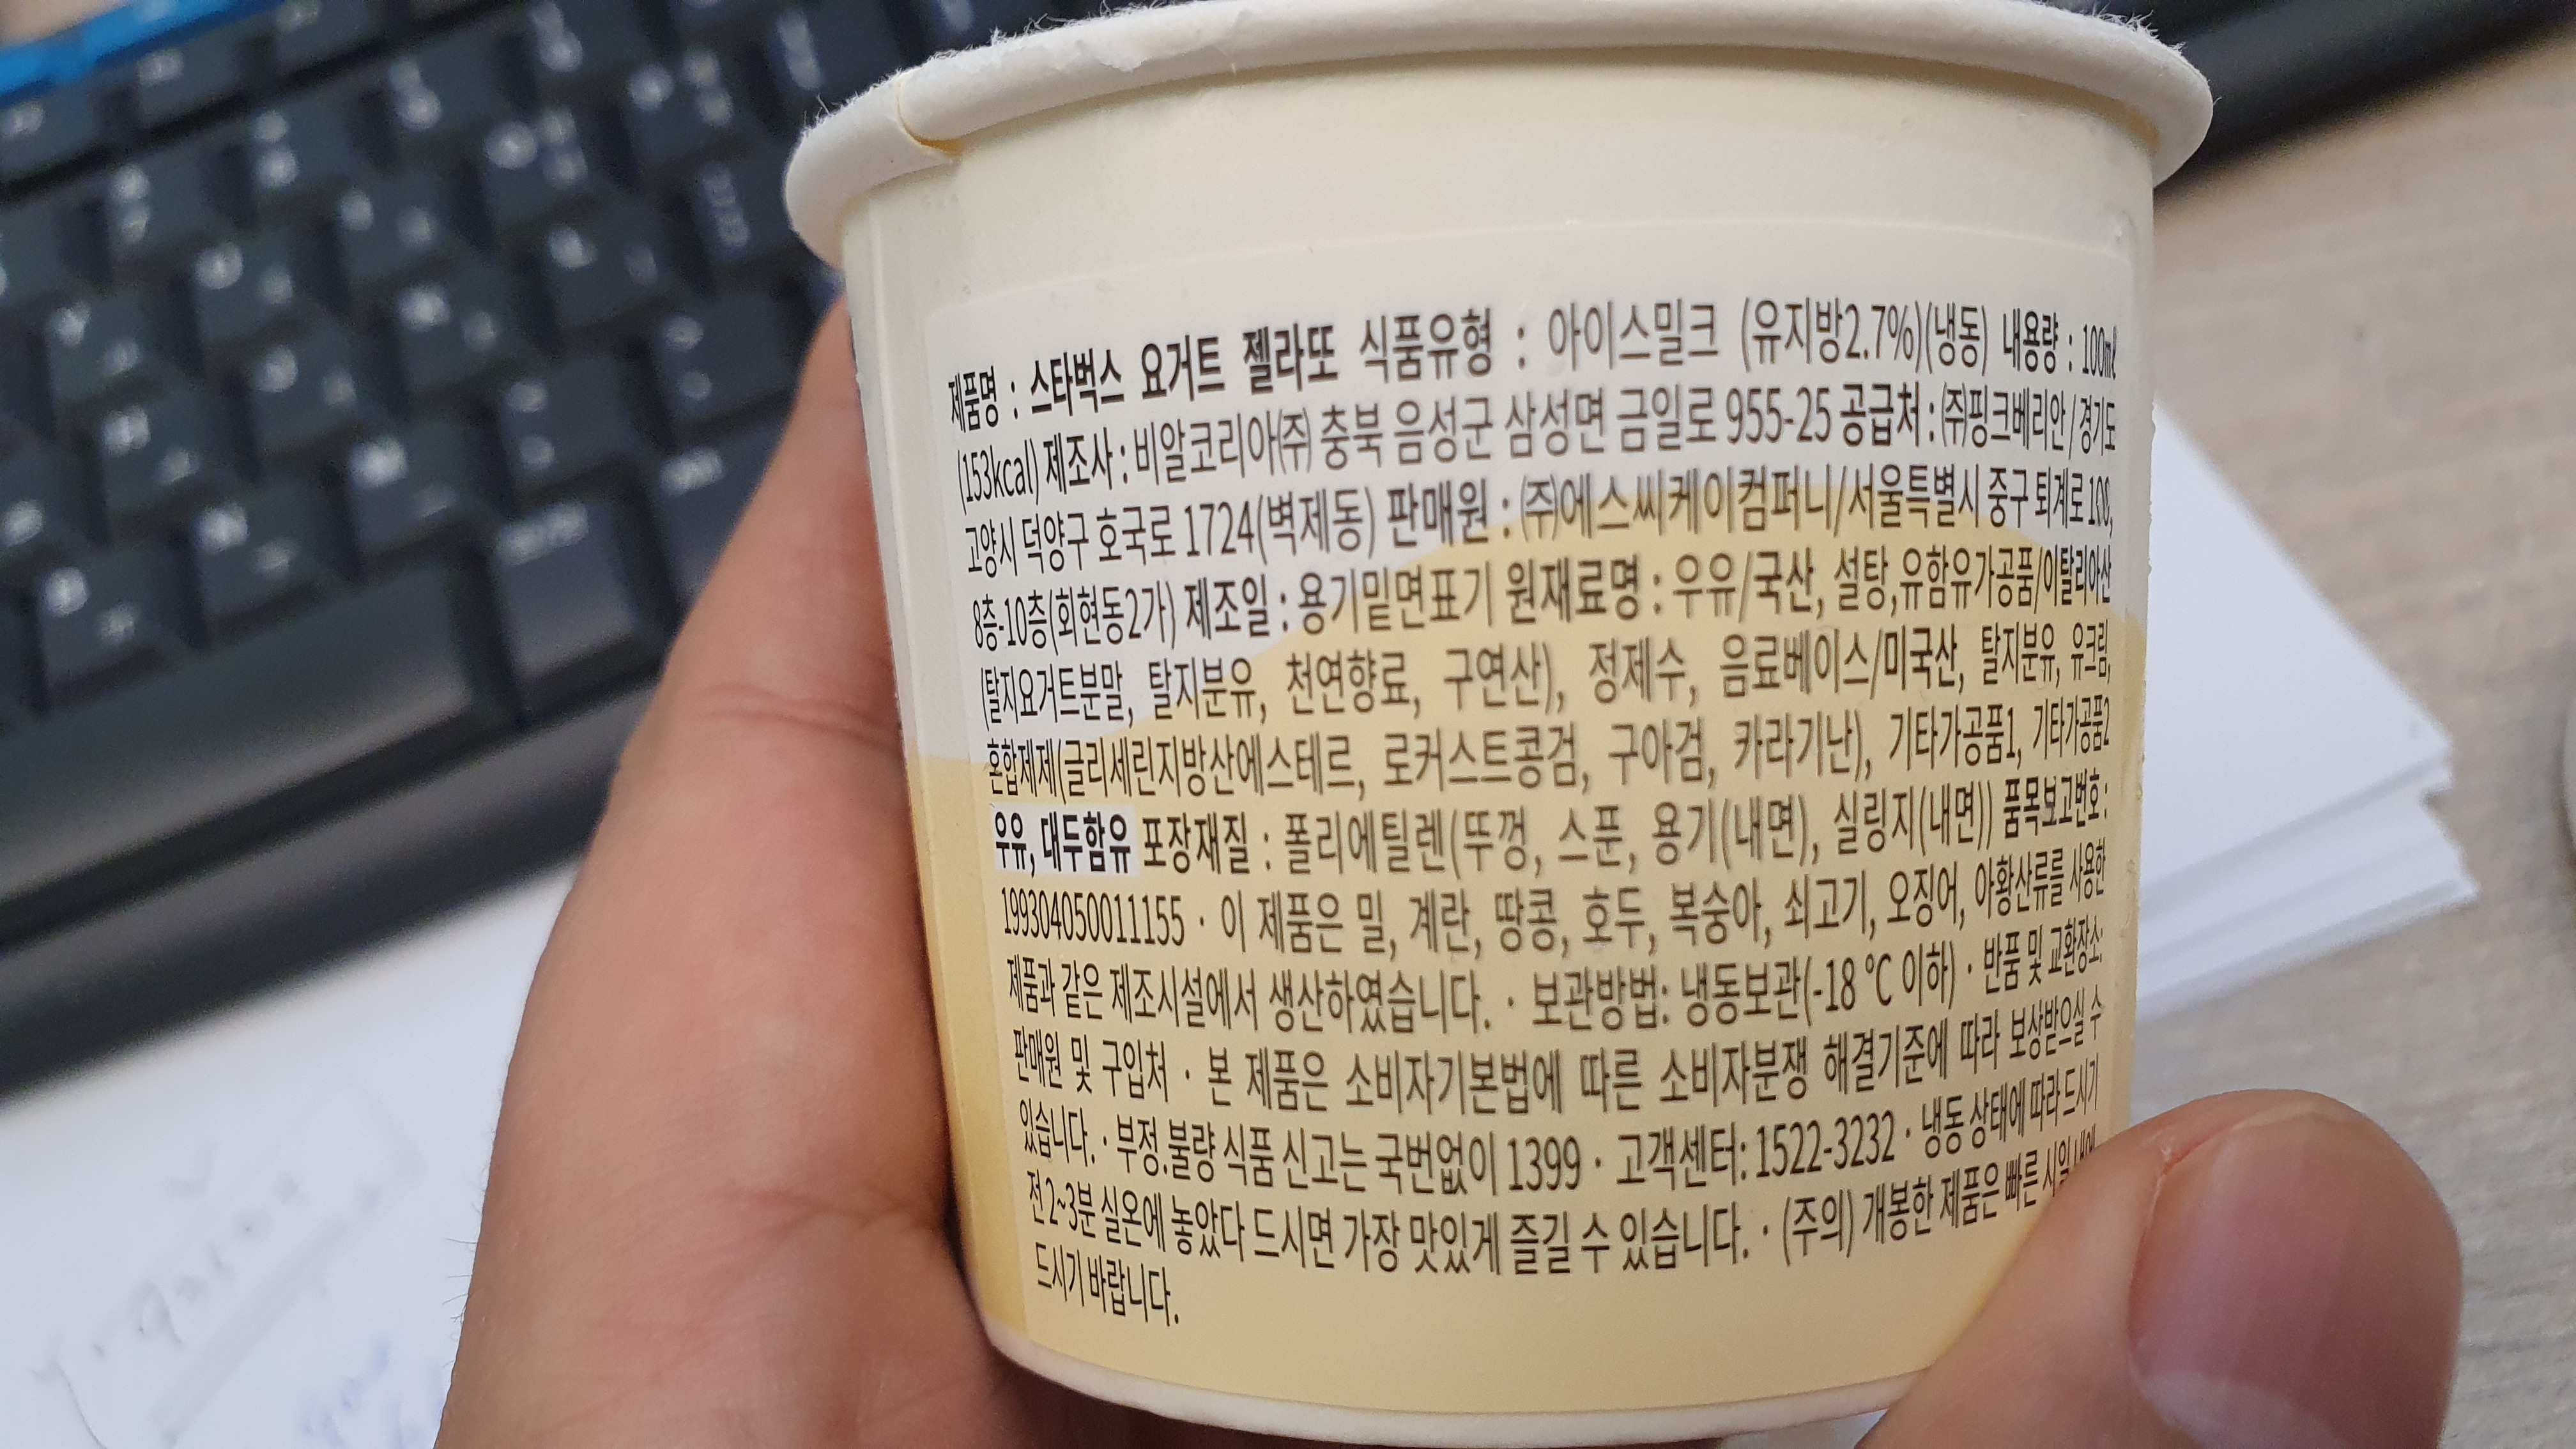 제품명 : 스타벅스 요거트 젤라또 식품유형 : 아이스밀크 (유지방2.7%)(냉동) 내용량 : 100㎖
(153kcal) 제조사 : 비알코리아㈜ 충북 음성군 삼성면 금일로 955-25 공급처 : ㈜핑크베리안 / 경기도
고양시 덕양구 호국로 1724(벽제동) 판매원 : ㈜에스씨케이컴퍼니/서울특별시 중구 퇴계로 100,
8층-10층(회현동2가) 제조일 : 용기밑면표기 원재료명 : 우유/국산, 설탕,유함유가공품/이탈리아산
(탈지요거트분말, 탈지분유, 천연향료, 구연산), 정제수, 음료베이스/미국산, 탈지분유, 유크림,
혼합제제(글리세린지방산에스테르, 로커스트콩검, 구아검, 카라기난), 기타가공품1, 기타가공품2
우유, 대두함유 포장재질 : 폴리에틸렌(뚜껑, 스푼, 용기(내면), 실링지(내면)) 품목보고번호 :
199304050011155 · 이 제품은 밀, 계란, 땅콩, 호두, 복숭아, 쇠고기, 오징어, 아황산류를 사용한
제품과 같은 제조시설에서 생산하였습니다. · 보관방법: 냉동보관(-18 ℃ 이하) · 반품 및 교환장소:
판매원 및 구입처 · 본 제품은 소비자기본법에 따른 소비자분쟁 해결기준에 따라 보상받으실 수
있습니다. · 부정.불량 식품 신고는 국번없이 1399 · 고객센터: 1522-3232 · 냉동 상태에 따라 드시기
전 2~3분 실온에 놓았다 드시면 가장 맛있게 즐길 수 있습니다. · (주의) 개봉한 제품은 빠른 시일 내에
드시기 바랍니다.